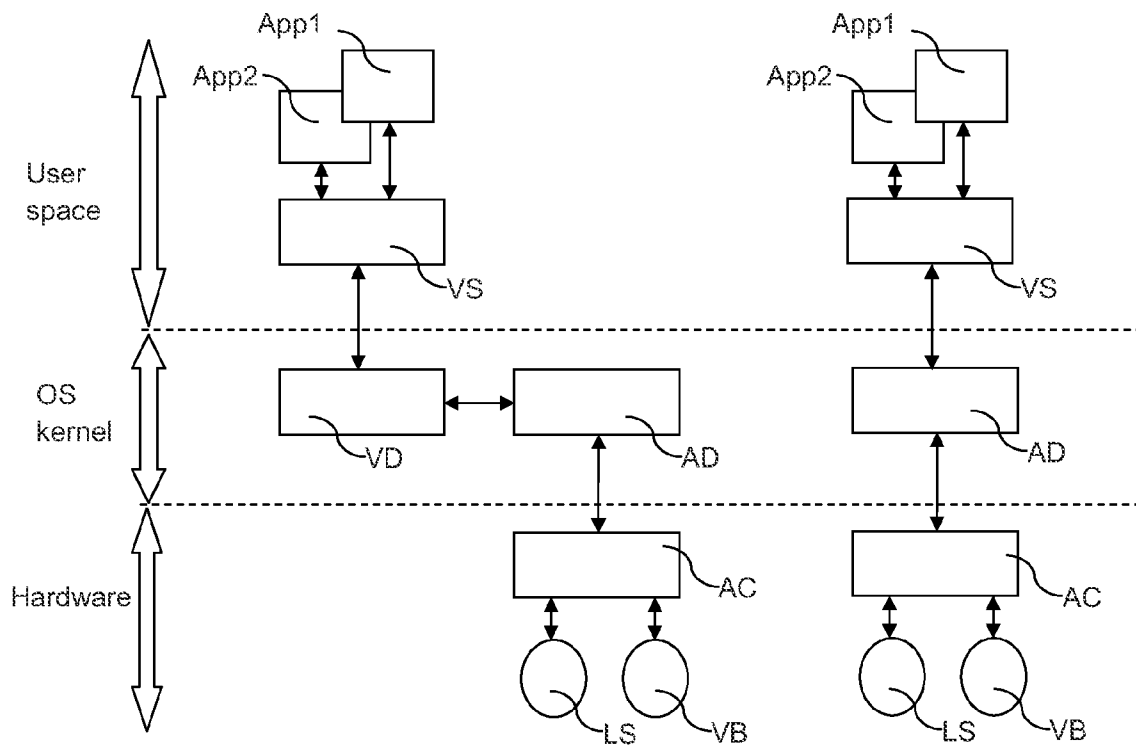 App1
App1
App2
App2
User
space
VS
VS
OS
kernel
VD
AD
AD
Hardware
AC
AC
LS
VB
LS
VB